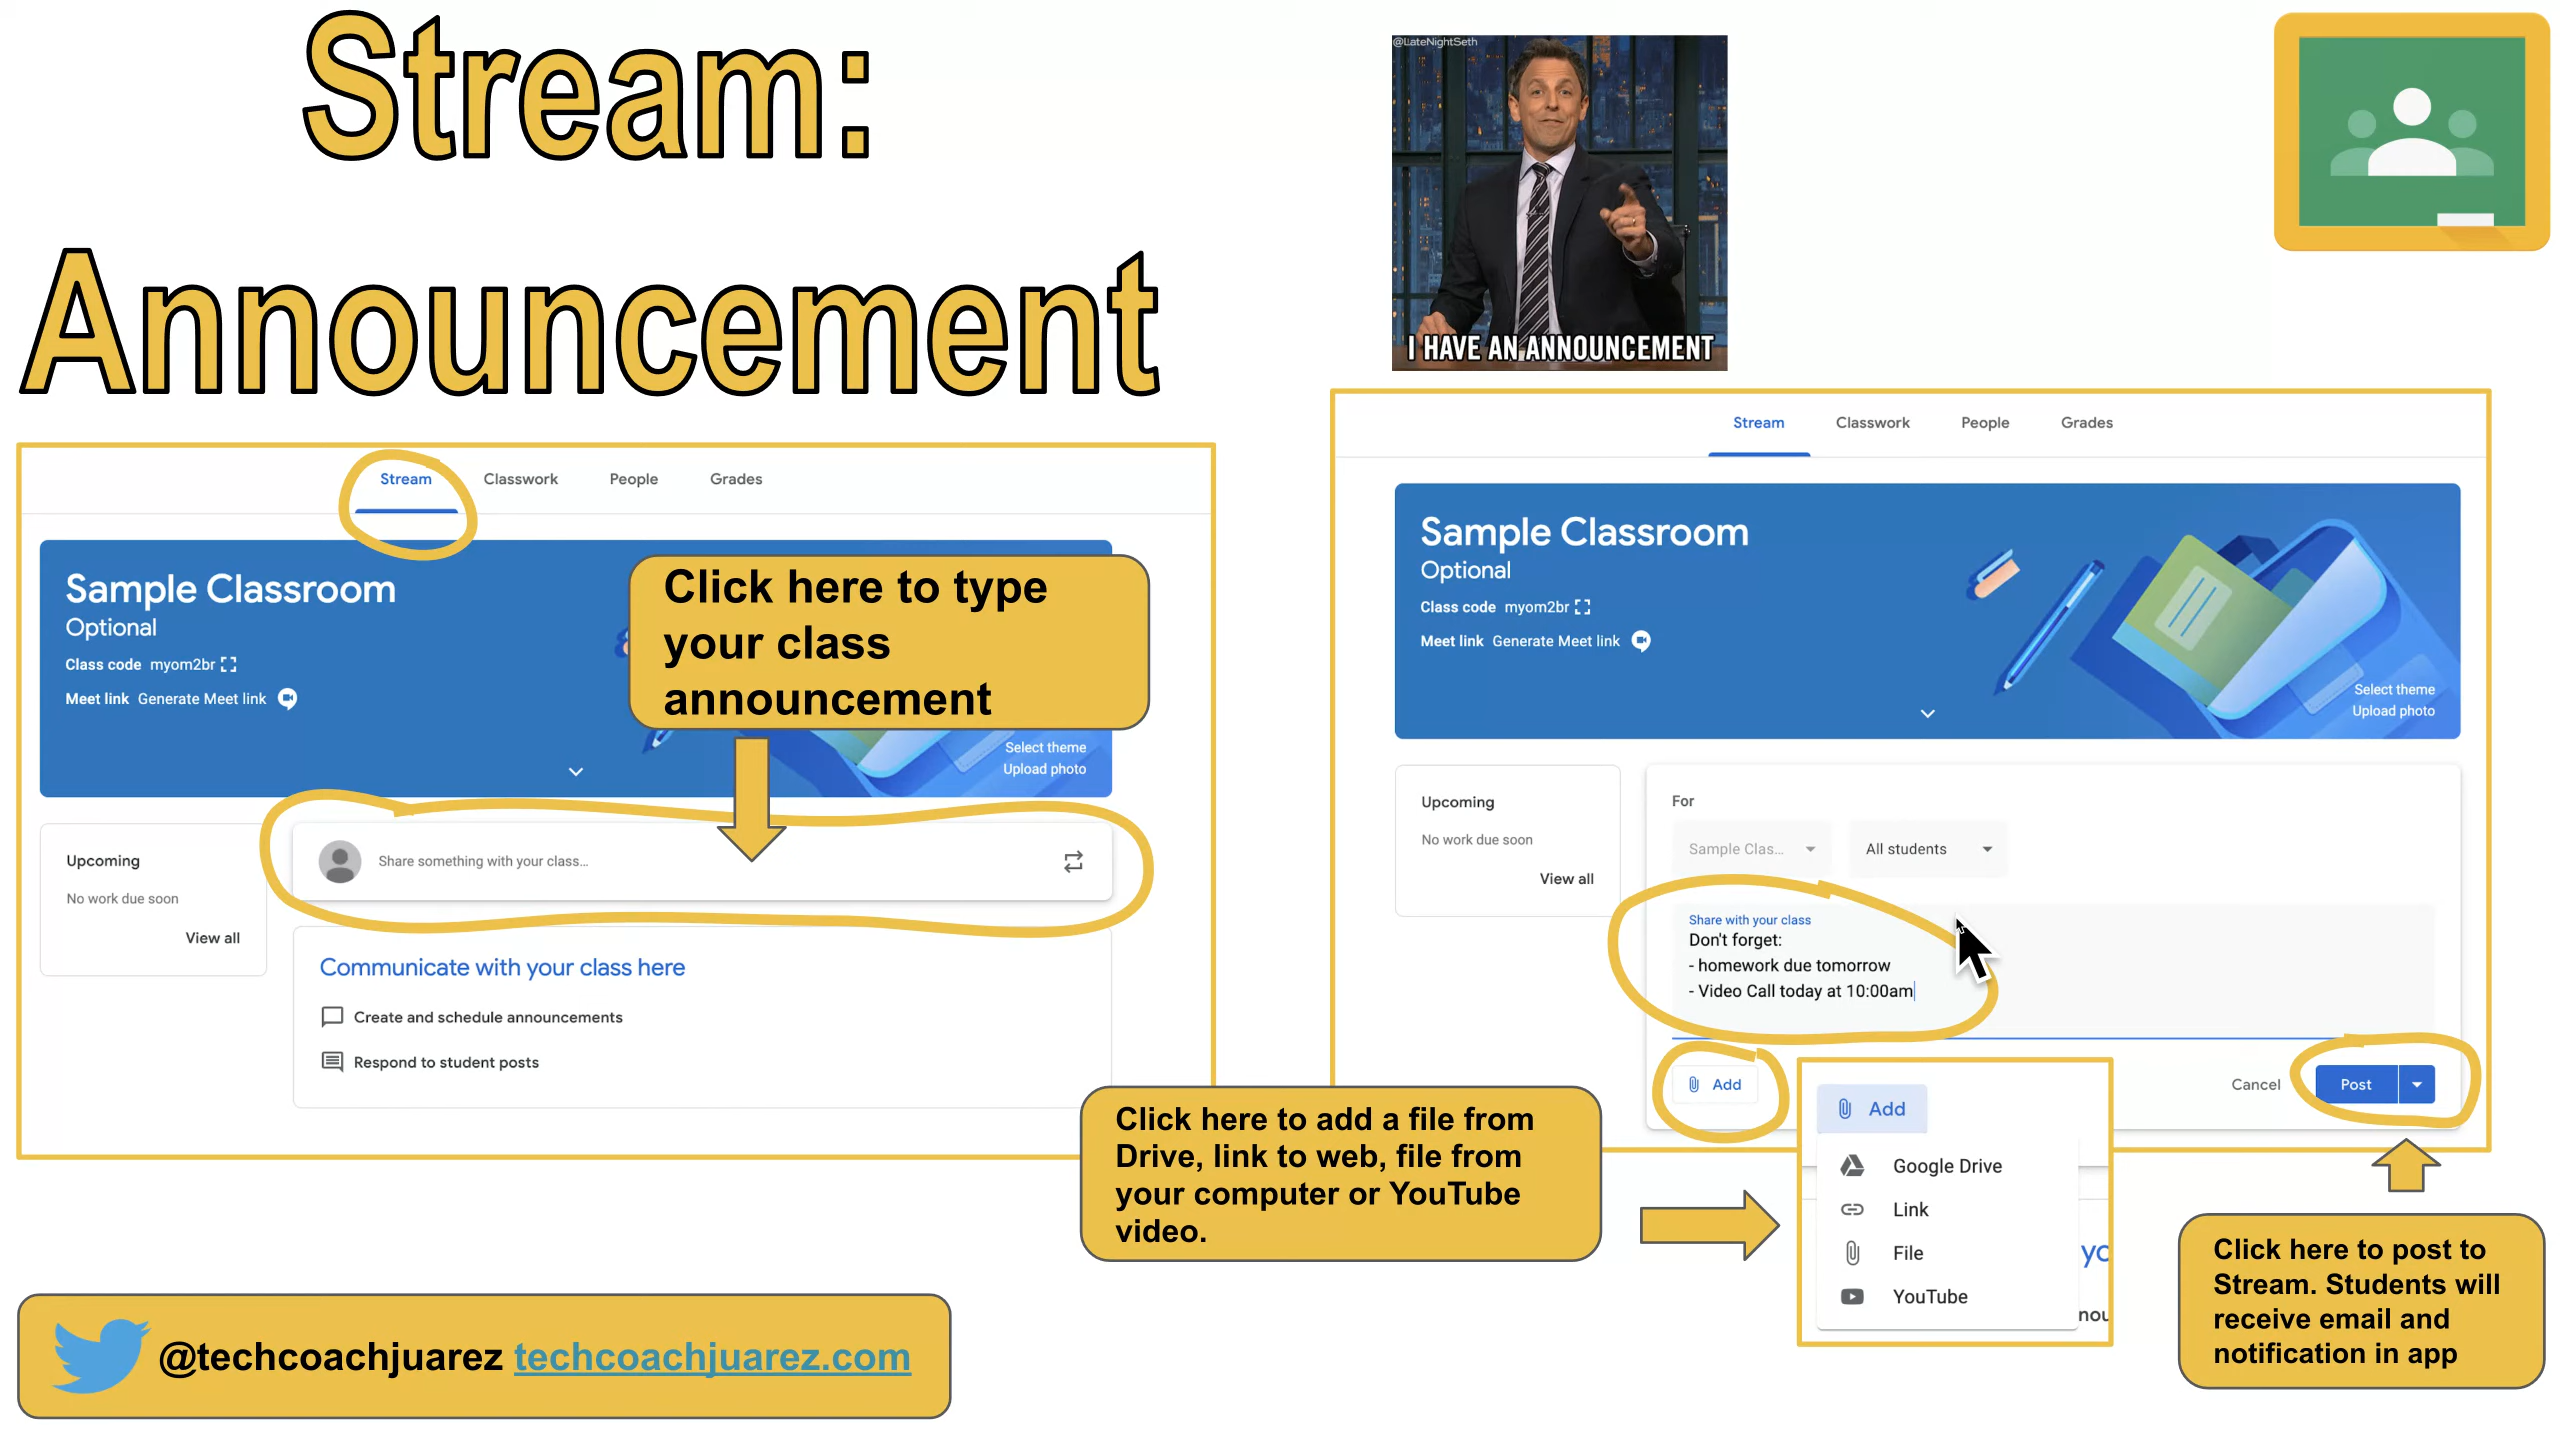 Stream:
Announcement
@LateNightSeth
I HAVE AN ANNOUNCEMENT
Stream Classwork People Grades
Sample Classroom
Optional
Class code myom2br
Meet link Generate Meet link
Select theme
Upload photo
Click here to type
your class
announcement
Upcoming
No work due soon
View all
Share something with your class...
Communicate with your class here
Create and schedule announcements
Respond to student posts
Stream Classwork People Grades
Sample Classroom
Optional
Class code myom2br
Meet link Generate Meet link
Select theme
Upload photo
Upcoming
No work due soon
View all
For
Sample Clas... All students
Share with your class
Don't forget:
- homework due tomorrow
- Video Call today at 10:00am
Add
Cancel Post
Click here to add a file from
Drive, link to web, file from
your computer or YouTube
video.
Add
Google Drive
Link
File
YouTube
yo
nou
Click here to post to
Stream. Students will
receive email and
notification in app
@techcoachjuarez techcoachjuarez.com